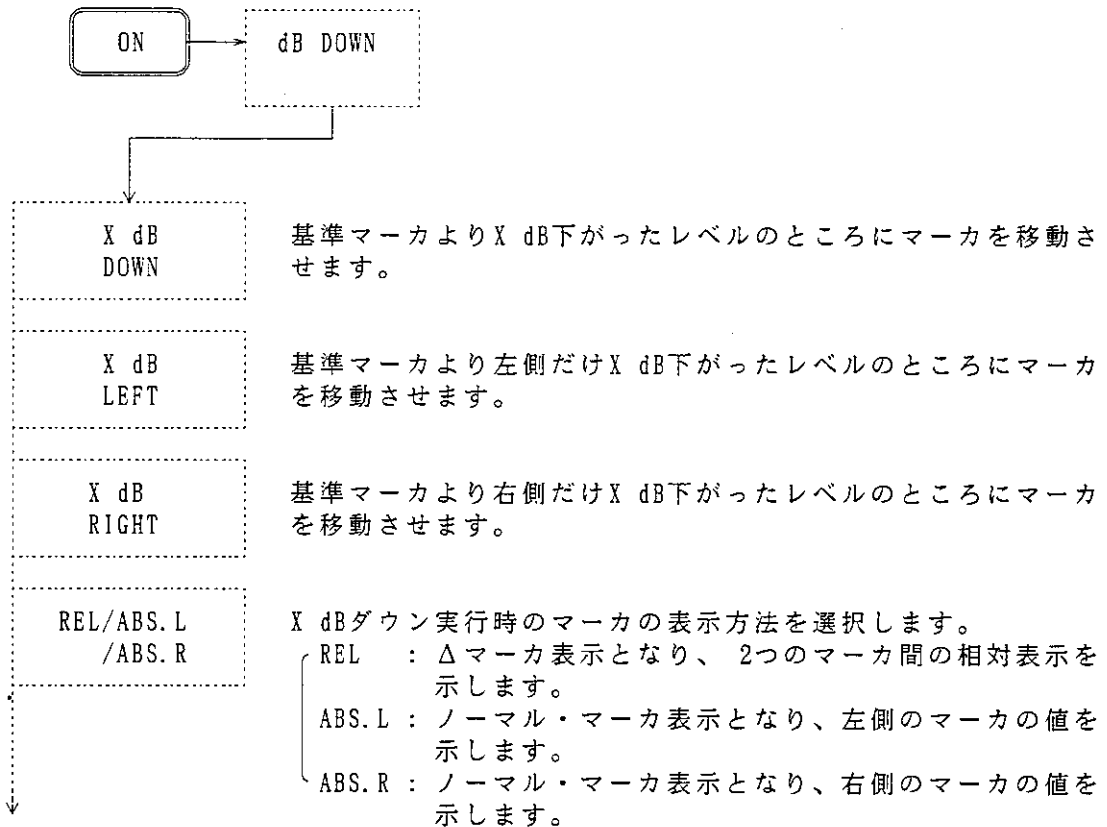 ON
dB DOWN
X dB
DOWN
基準マーカよりX dB下がったレベルのところにマーカを移動さ
せます。
X dB
LEFT
基準マーカより左側だけX dB下がったレベルのところにマーカ
を移動させます。
X dB
RIGHT
基準マーカより右側だけX dB下がったレベルのところにマーカ
を移動させます。
REL/ABS.L
/ABS.R
X dBダウン実行時のマーカの表示方法を選択します。
REL : Δマーカ表示となり、 2つのマーカ間の相対表示を
示します。
ABS.L : ノーマル・マーカ表示となり、左側のマーカの値を
示します。
ABS.R : ノーマル・マーカ表示となり、右側のマーカの値を
示します。